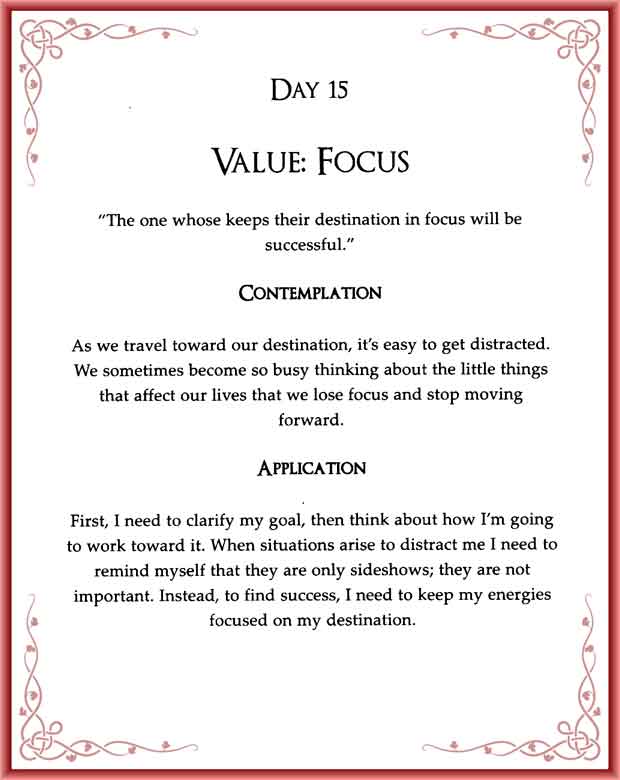 DAY 15
VALUE: FOCUS
"The one whose keeps their destination in focus will be
successful."
CONTEMPLATION
As we travel toward our destination, it's easy to get distracted.
We sometimes become so busy thinking about the little things
that affect our lives that we lose focus and stop moving
forward.
APPLICATION
First, I need to clarify my goal, then think about how I'm going
to work toward it. When situations arise to distract me I need to
remind myself that they are only sideshows; they are not
important. Instead, to find success, I need to keep my energies
focused on my destination.